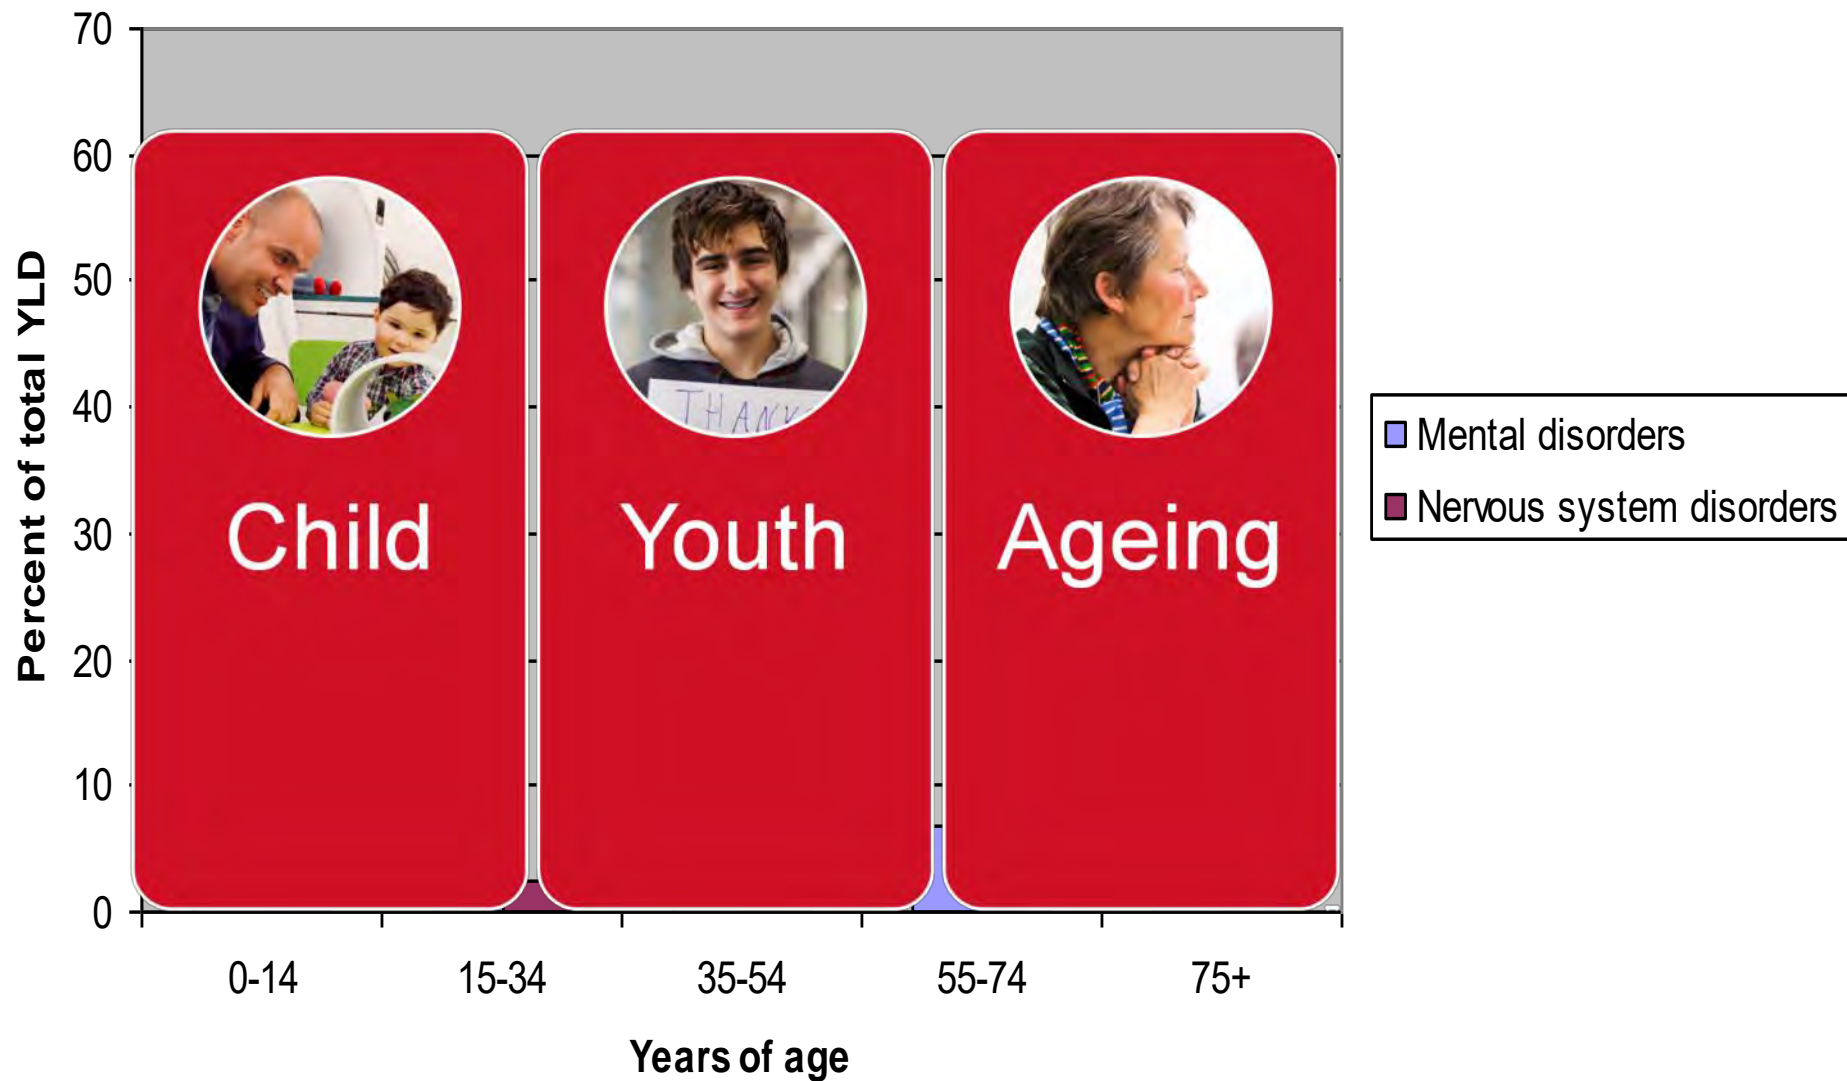 70
60
50
40
30
20
10
0
Percent of total YLD
THANK
Child
Youth
Ageing
Mental disorders
Nervous system disorders
0-14 15-34 35-54 55-74 75+
Years of age